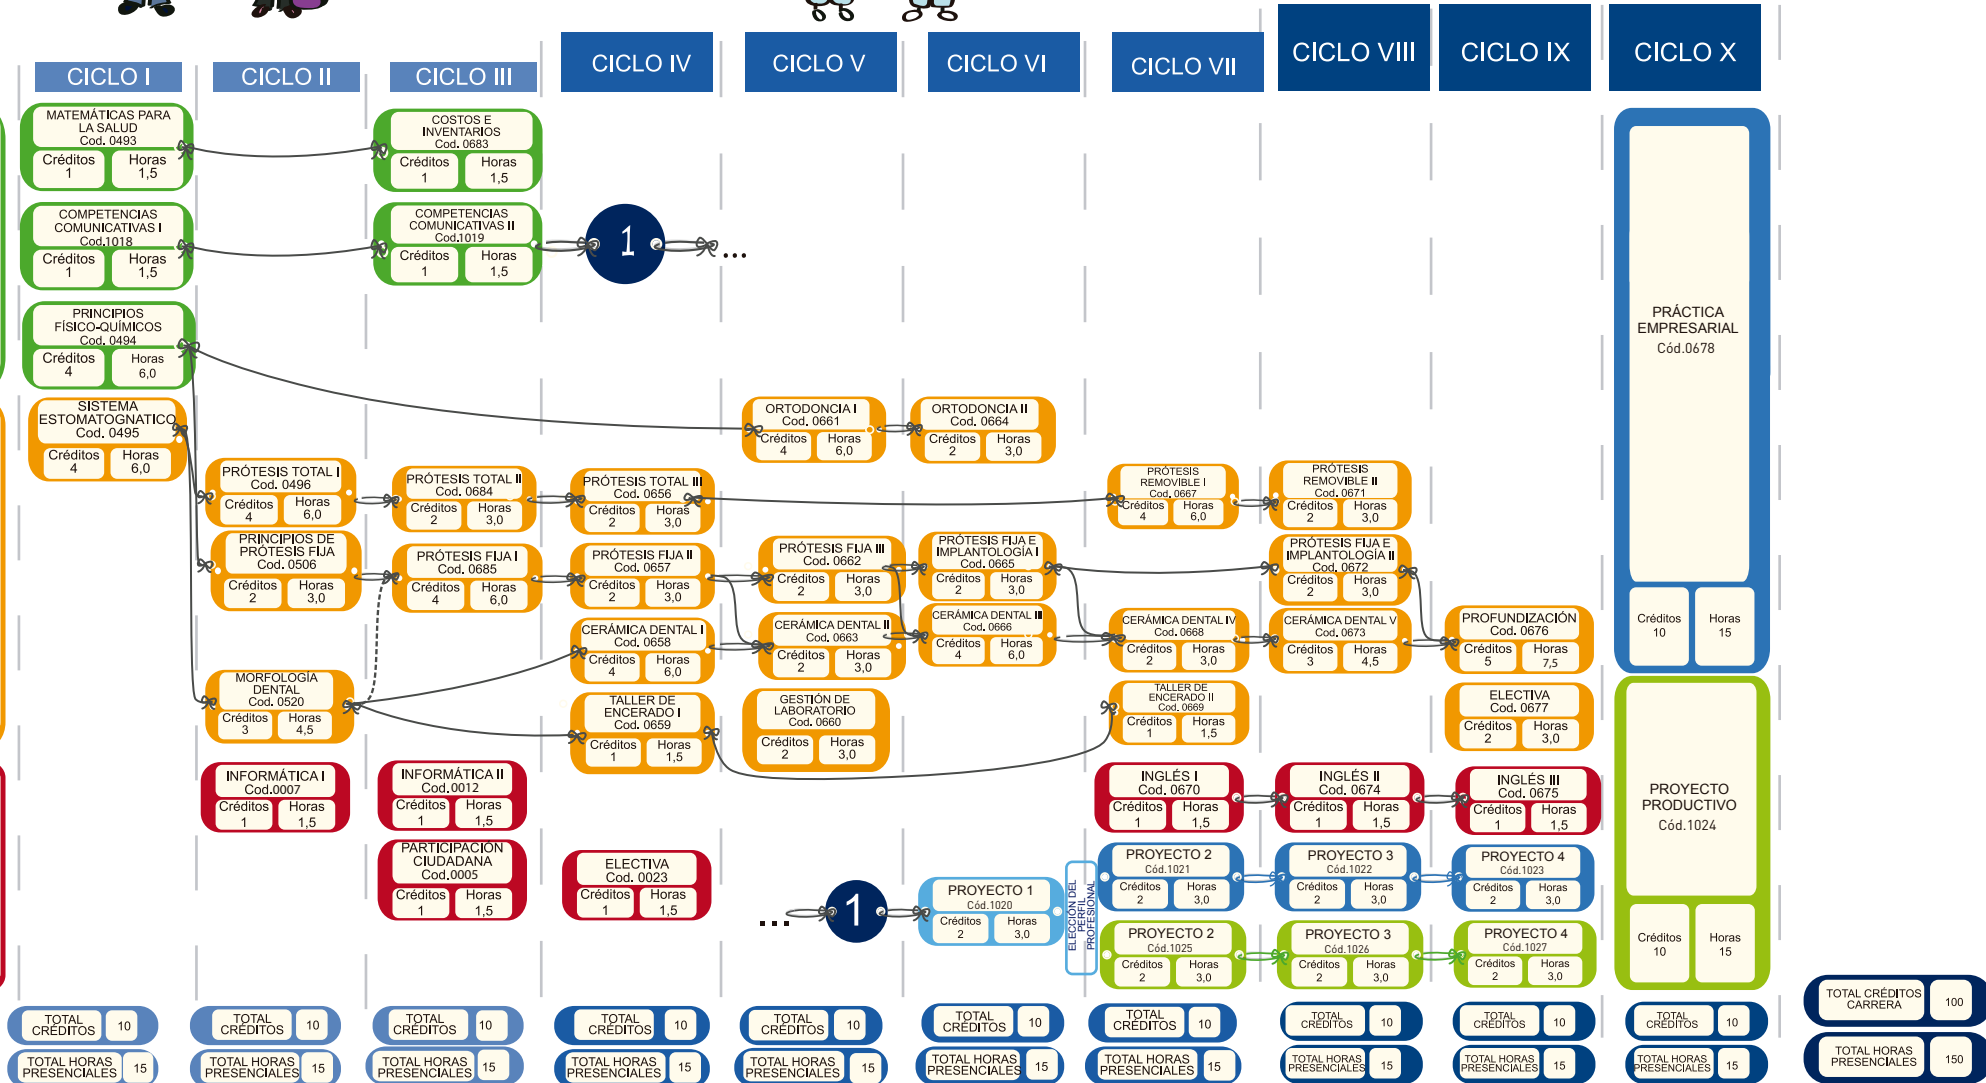 CICLO I
CICLO II
CICLO III
CICLO IV
CICLO V
CICLO VI
CICLO VII
CICLO VIII
CICLO IX
CICLO X
MATEMÁTICAS PARA
LA SALUD
Cod. 0493
Créditos
1
Horas
1,5
COMPETENCIAS
COMUNICATIVAS I
Cod.1018
Créditos
1
Horas
1,5
PRINCIPIOS
FÍSICO-QUÍMICOS
Cod. 0494
Créditos
4
Horas
6,0
SISTEMA
ESTOMATOGNATICO
Cod. 0495
Créditos
4
Horas
6,0
PRÓTESIS TOTAL I
Cod. 0496
Créditos
4
Horas
6,0
PRINCIPIOS DE
PRÓTESIS FIJA
Cod. 0506
Créditos
2
Horas
3,0
MORFOLOGÍA
DENTAL
Cod. 0520
Créditos
3
Horas
4,5
INFORMÁTICA I
Cod.0007
Créditos
1
Horas
1,5
COSTOS E
INVENTARIOS
Cod. 0683
Créditos
1
Horas
1,5
COMPETENCIAS
COMUNICATIVAS II
Cod.1019
Créditos
1
Horas
1,5
PRÓTESIS TOTAL II
Cod. 0684
Créditos
2
Horas
3,0
PRÓTESIS FIJA I
Cod. 0685
Créditos
4
Horas
6,0
INFORMÁTICA II
Cod.0012
Créditos
1
Horas
1,5
PARTICIPACIÓN
CIUDADANA
Cod.0005
Créditos
1
Horas
1,5
1
...
PRÓTESIS TOTAL III
Cod. 0656
Créditos
2
Horas
3,0
PRÓTESIS FIJA II
Cod. 0657
Créditos
2
Horas
3,0
CERÁMICA DENTAL I
Cod. 0658
Créditos
4
Horas
6,0
TALLER DE
ENCERADO I
Cod. 0659
Créditos
1
Horas
1,5
ELECTIVA
Cod. 0023
Créditos
1
Horas
1,5
ORTODONCIA I
Cod. 0661
Créditos
4
Horas
6,0
PRÓTESIS FIJA III
Cod. 0662
Créditos
2
Horas
3,0
CERÁMICA DENTAL II
Cod. 0663
Créditos
2
Horas
3,0
GESTIÓN DE
LABORATORIO
Cod. 0660
Créditos
2
Horas
3,0
...
1
ORTODONCIA II
Cod. 0664
Créditos
2
Horas
3,0
PRÓTESIS FIJA E
IMPLANTOLOGÍA I
Cod. 0665
Créditos
2
Horas
3,0
CERÁMICA DENTAL III
Cod. 0666
Créditos
4
Horas
6,0
PROYECTO 1
Cód.1020
Créditos
2
Horas
3,0
ELECCIÓN DEL
PERFIL
PROFESIONAL
PRÓTESIS
REMOVIBLE I
Cod. 0667
Créditos
4
Horas
6,0
CERÁMICA DENTAL IV
Cod. 0668
Créditos
2
Horas
3,0
TALLER DE
ENCERADO II
Cod. 0669
Créditos
1
Horas
1,5
INGLÉS I
Cod. 0670
Créditos
1
Horas
1,5
PROYECTO 2
Cód.1021
Créditos
2
Horas
3,0
PROYECTO 2
Cód.1025
Créditos
2
Horas
3,0
PRÓTESIS
REMOVIBLE II
Cod. 0671
Créditos
2
Horas
3,0
PRÓTESIS FIJA E
IMPLANTOLOGÍA II
Cod. 0672
Créditos
2
Horas
3,0
CERÁMICA DENTAL V
Cod. 0673
Créditos
3
Horas
4,5
INGLÉS II
Cod. 0674
Créditos
1
Horas
1,5
PROYECTO 3
Cód.1022
Créditos
2
Horas
3,0
PROYECTO 3
Cód.1026
Créditos
2
Horas
3,0
PROFUNDIZACIÓN
Cod. 0676
Créditos
5
Horas
7,5
ELECTIVA
Cod. 0677
Créditos
2
Horas
3,0
INGLÉS III
Cod. 0675
Créditos
1
Horas
1,5
PROYECTO 4
Cód.1023
Créditos
2
Horas
3,0
PROYECTO 4
Cód.1027
Créditos
2
Horas
3,0
PRÁCTICA
EMPRESARIAL
Cód.0678
Créditos
10
Horas
15
PROYECTO
PRODUCTIVO
Cód.1024
Créditos
10
Horas
15
TOTAL
CRÉDITOS
10
TOTAL
CRÉDITOS
10
TOTAL
CRÉDITOS
10
TOTAL
CRÉDITOS
10
TOTAL
CRÉDITOS
10
TOTAL
CRÉDITOS
10
TOTAL
CRÉDITOS
10
TOTAL
CRÉDITOS
10
TOTAL
CRÉDITOS
10
TOTAL
CRÉDITOS
10
TOTAL CRÉDITOS
CARRERA
100
TOTAL HORAS
PRESENCIALES
15
TOTAL HORAS
PRESENCIALES
15
TOTAL HORAS
PRESENCIALES
15
TOTAL HORAS
PRESENCIALES
15
TOTAL HORAS
PRESENCIALES
15
TOTAL HORAS
PRESENCIALES
15
TOTAL HORAS
PRESENCIALES
15
TOTAL HORAS
PRESENCIALES
15
TOTAL HORAS
PRESENCIALES
15
TOTAL HORAS
PRESENCIALES
15
TOTAL HORAS
PRESENCIALES
150